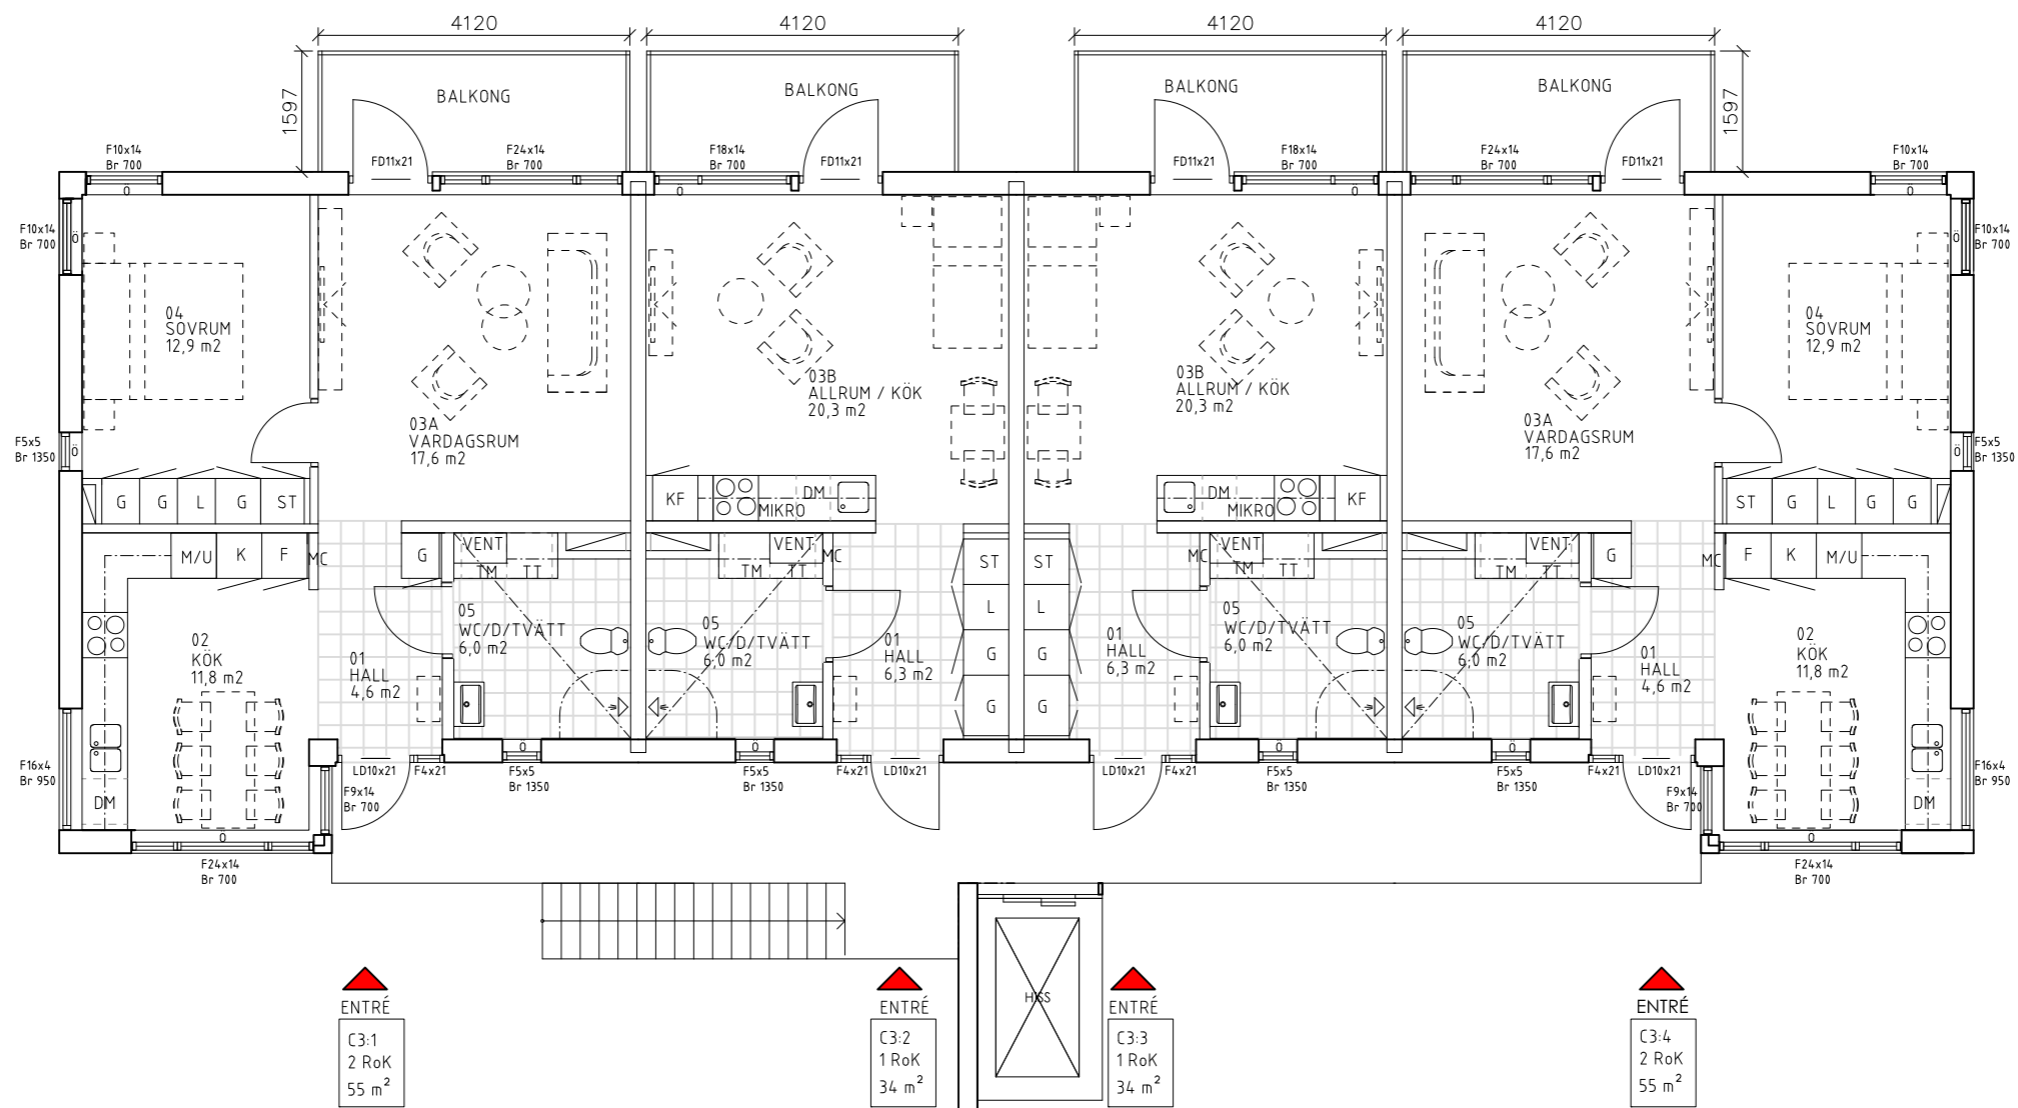 4120
4120
4120
4120
1597
BALKONG
BALKONG
BALKONG
BALKONG
1597
F10x14
Br 700
FD11x21
F24x14
Br 700
F18x14
Br 700
FD11x21
FD11x21
F18x14
Br 700
F24x14
Br 700
FD11x21
F10x14
Br 700
Ö
Ö
Ö
Ö
F10x14
Br 700
Ö
F10x14
Br 700
Ö
04
SOVRUM
12,9 m2
03A
VARDAGSRUM
17,6 m2
03B
ALLRUM / KÖK
20,3 m2
03B
ALLRUM / KÖK
20,3 m2
03A
VARDAGSRUM
17,6 m2
04
SOVRUM
12,9 m2
F5x5
Br 1350
Ö
F5x5
Br 1350
Ö
G
G
L
G
ST
KF
DM
MIKRO
DM
MIKRO
KF
ST
G
L
G
G
M/U
K
F
MC
G
VENT
TM
TT
VENT
TM
TT
MC
ST
ST
MC
VENT
TM
TT
VENT
TM
TT
G
MC
F
K
M/U
L
L
G
G
G
G
02
KÖK
11,8 m2
01
HALL
4,6 m2
05
WC/D/TVÄTT
6,0 m2
05
WC/D/TVÄTT
6,0 m2
01
HALL
6,3 m2
01
HALL
6,3 m2
05
WC/D/TVÄTT
6,0 m2
05
WC/D/TVÄTT
6,0 m2
01
HALL
4,6 m2
02
KÖK
11,8 m2
F16x4
Br 950
DM
Ö
F9x14
Br 700
LD10x21
F4x21
Ö
F5x5
Br 1350
Ö
F5x5
Br 1350
F4x21
LD10x21
LD10x21
F4x21
Ö
F5x5
Br 1350
Ö
F5x5
Br 1350
F4x21
LD10x21
F9x14
Br 700
Ö
DM
F16x4
Br 950
F24x14
Br 700
F24x14
Br 700
HISS
ENTRÉ
C3:1
2 RoK
55 m²
ENTRÉ
C3:2
1 RoK
34 m²
ENTRÉ
C3:3
1 RoK
34 m²
ENTRÉ
C3:4
2 RoK
55 m²